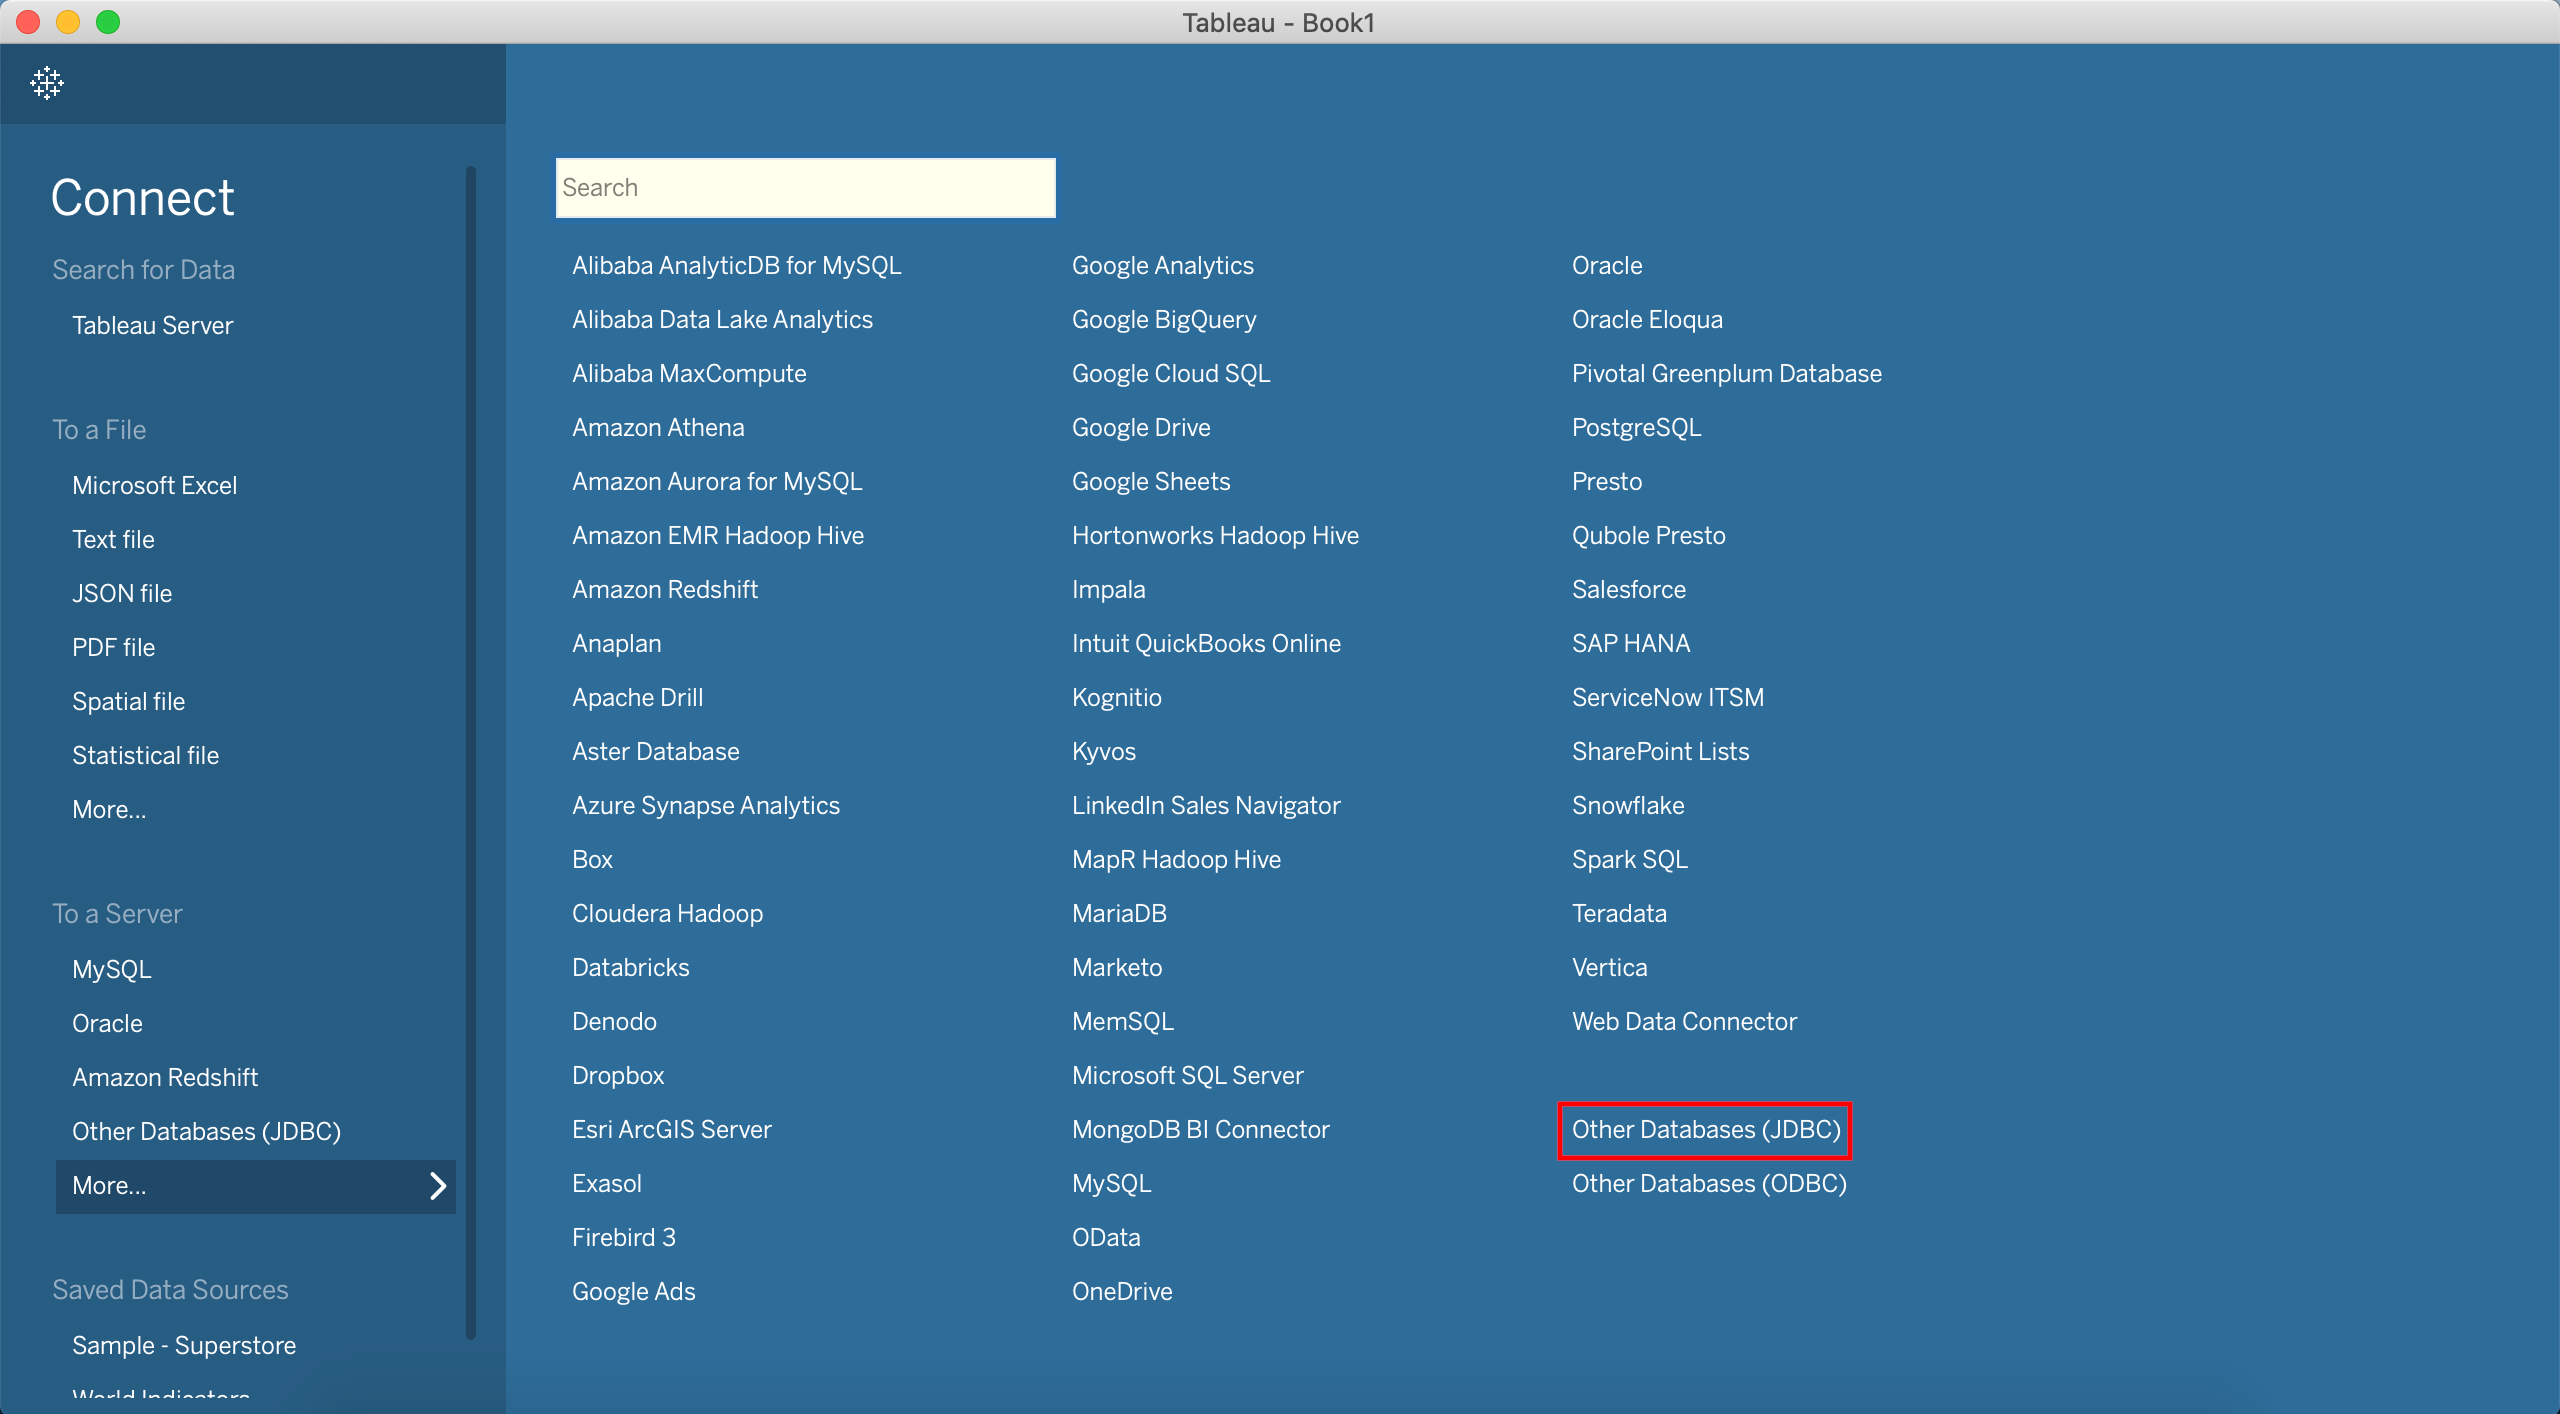 Tableau - Book1
Connect
Search for Data
Tableau Server
To a File
Microsoft Excel
Text file
JSON file
PDF file
Spatial file
Statistical file
More...
To a Server
MySQL
Oracle
Amazon Redshift
Other Databases (JDBC)
More...
Saved Data Sources
Sample - Superstore
World Indicators
Search
Alibaba AnalyticDB for MySQL
Alibaba Data Lake Analytics
Alibaba MaxCompute
Amazon Athena
Amazon Aurora for MySQL
Amazon EMR Hadoop Hive
Amazon Redshift
Anaplan
Apache Drill
Aster Database
Azure Synapse Analytics
Box
Cloudera Hadoop
Databricks
Denodo
Dropbox
Esri ArcGIS Server
Exasol
Firebird 3
Google Ads
Google Analytics
Google BigQuery
Google Cloud SQL
Google Drive
Google Sheets
Hortonworks Hadoop Hive
Impala
Intuit QuickBooks Online
Kognitio
Kyvos
LinkedIn Sales Navigator
MapR Hadoop Hive
MariaDB
Marketo
MemSQL
Microsoft SQL Server
MongoDB BI Connector
MySQL
OData
OneDrive
Oracle
Oracle Eloqua
Pivotal Greenplum Database
PostgreSQL
Presto
Qubole Presto
Salesforce
SAP HANA
ServiceNow ITSM
SharePoint Lists
Snowflake
Spark SQL
Teradata
Vertica
Web Data Connector
Other Databases (JDBC)
Other Databases (ODBC)